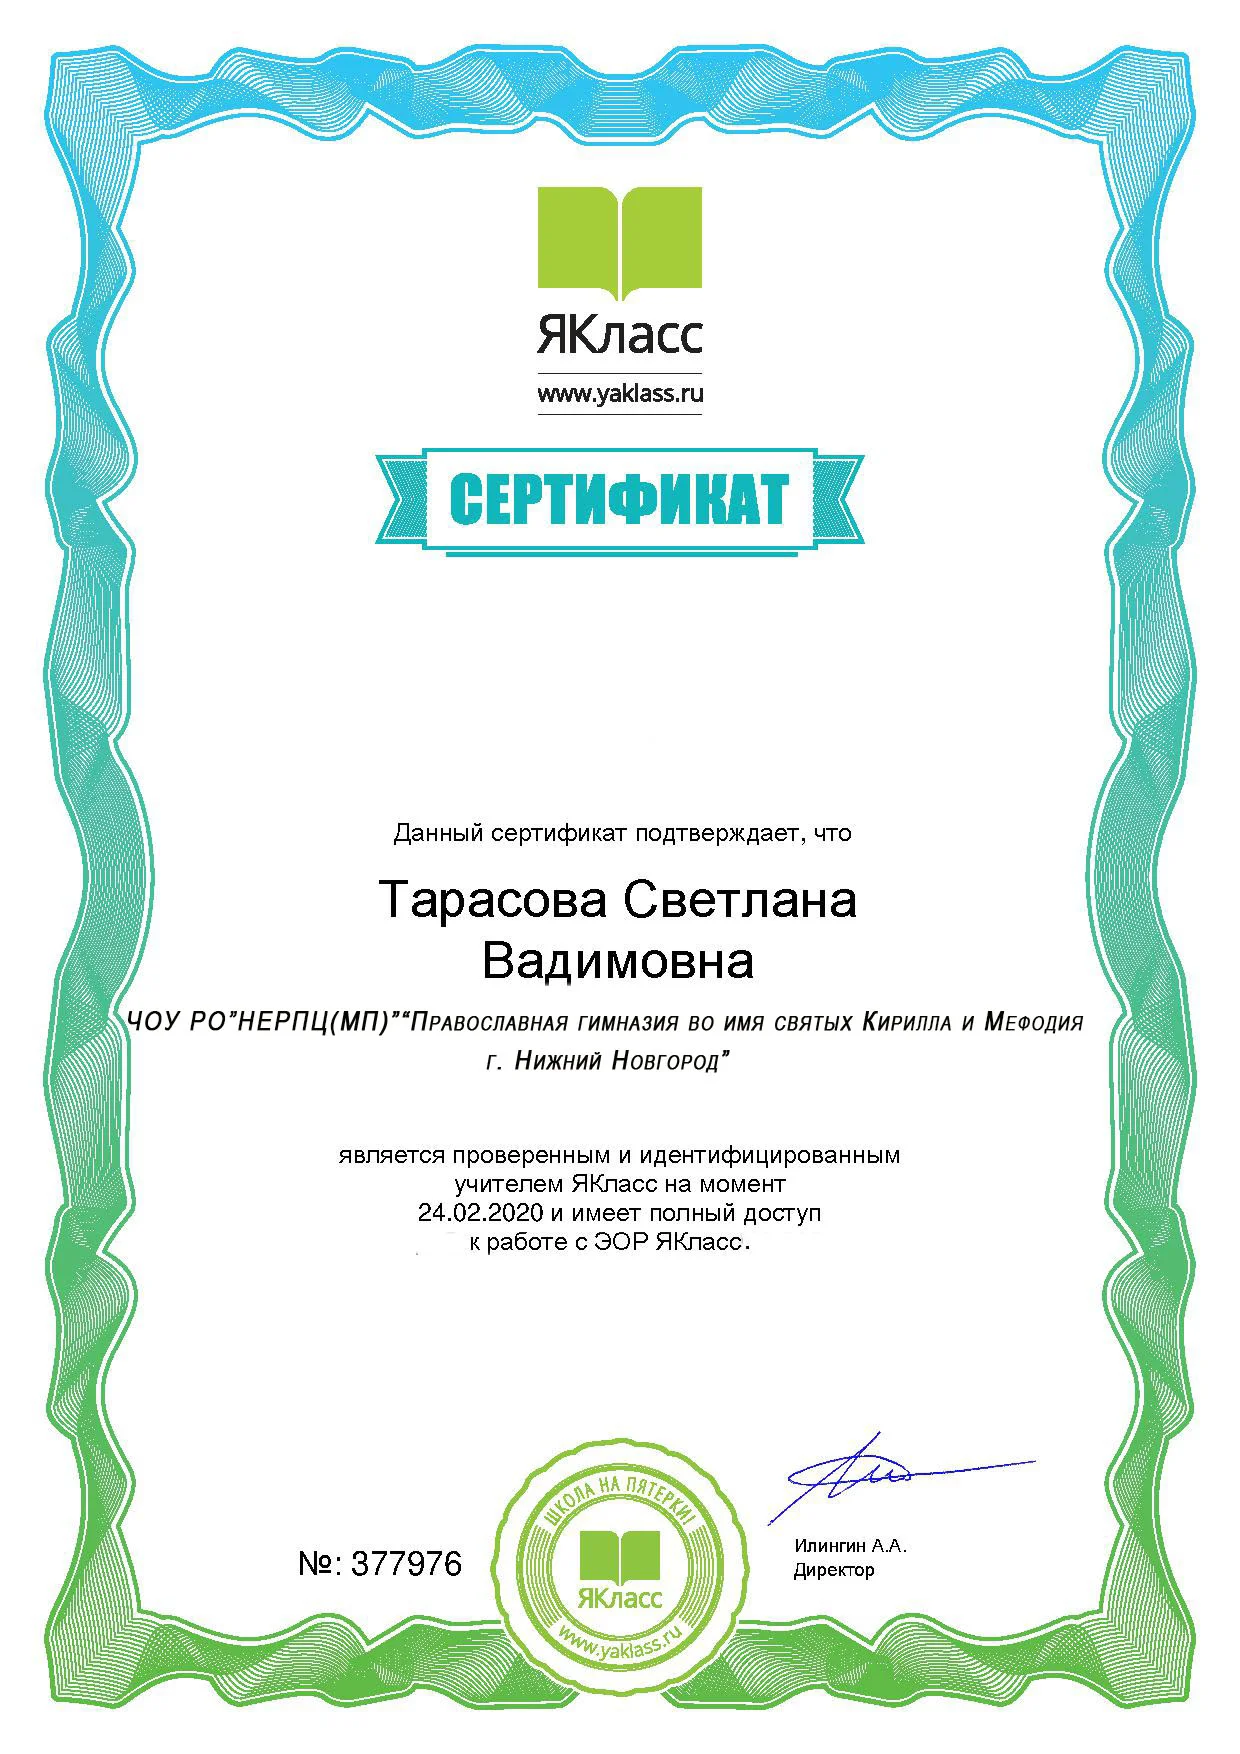 ЯКласс
www.yaklass.ru
СЕРТИФИКАТ
Данный сертификат подтверждает, что
Тарасова Светлана
Вадимовна
ЧОУ РО"НЕРПЦ(МП)"“Православная гимназия во имя святых Кирилла и Мефодия
г. Нижний Новгород”
является проверенным и идентифицированным
учителем ЯКласс на момент
24.02.2020 и имеет полный доступ
к работе с ЭОР ЯКласс.
№: 377976
ШКОЛА НА ПЯТЕРКИ!
ЯКласс
www.yaklass.ru
Илингин А.А.
Директор